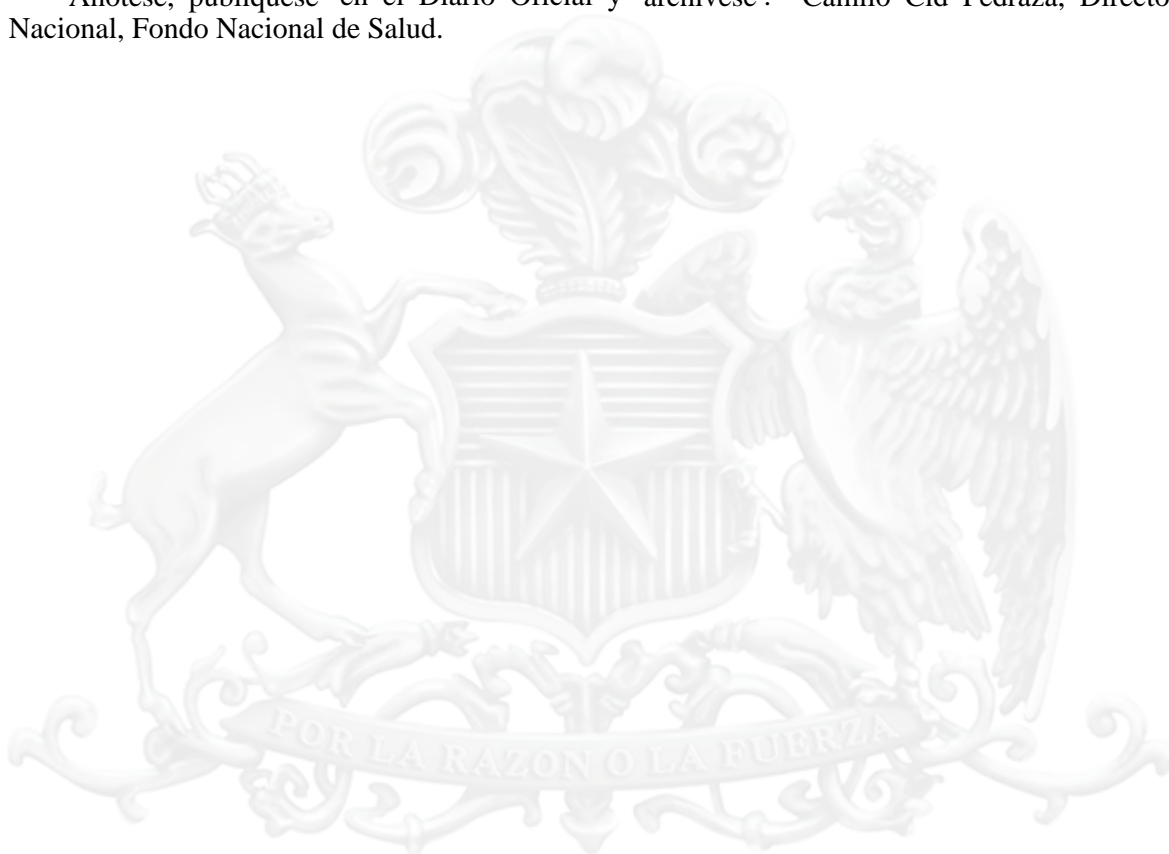 Anótese, publíquese en el Diario Oficial y archívese.- Camilo Cid Pedraza, Director
Nacional, Fondo Nacional de Salud.
POR LA RAZON O LA FUERZA